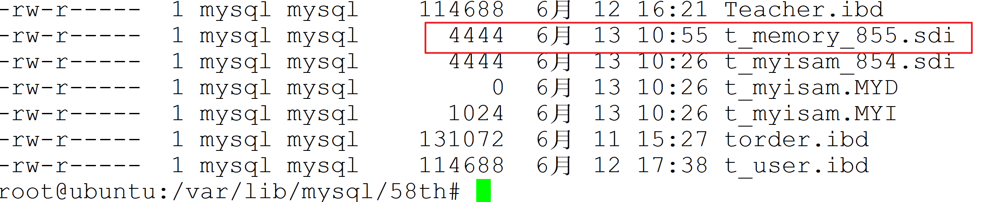 -rw-r----- 1 mysql mysql 114688 6月 12 16:21 Teacher.ibd
-rw-r----- 1 mysql mysql 4444 6月 13 10:55 t_memory_855.sdi
-rw-r----- 1 mysql mysql 4444 6月 13 10:26 t_myisam_854.sdi
-rw-r----- 1 mysql mysql 0 6月 13 10:26 t_myisam.MYD
-rw-r----- 1 mysql mysql 1024 6月 13 10:26 t_myisam.MYI
-rw-r----- 1 mysql mysql 131072 6月 11 15:27 torder.ibd
-rw-r----- 1 mysql mysql 114688 6月 12 17:38 t_user.ibd
root@ubuntu:/var/lib/mysql/58th#